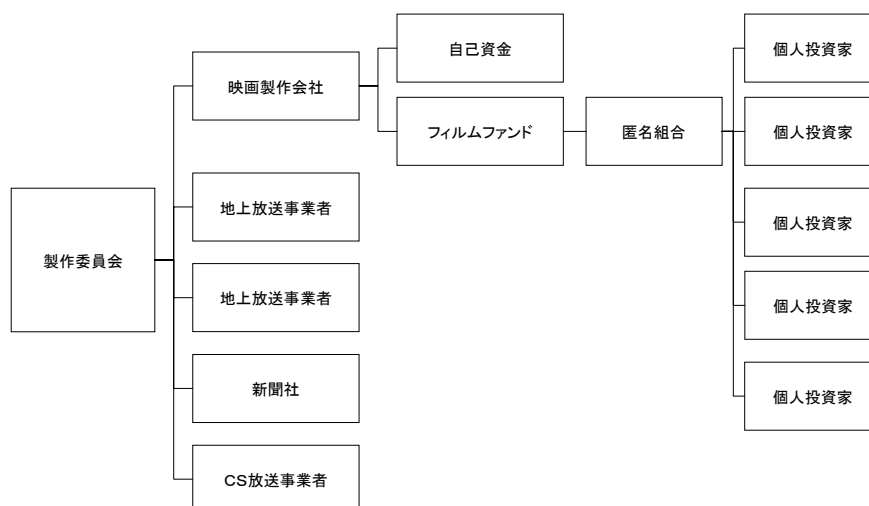 自己資金
個人投資家
映画製作会社
フィルムファンド
匿名組合
個人投資家
地上放送事業者
個人投資家
製作委員会
地上放送事業者
個人投資家
新聞社
個人投資家
CS放送事業者